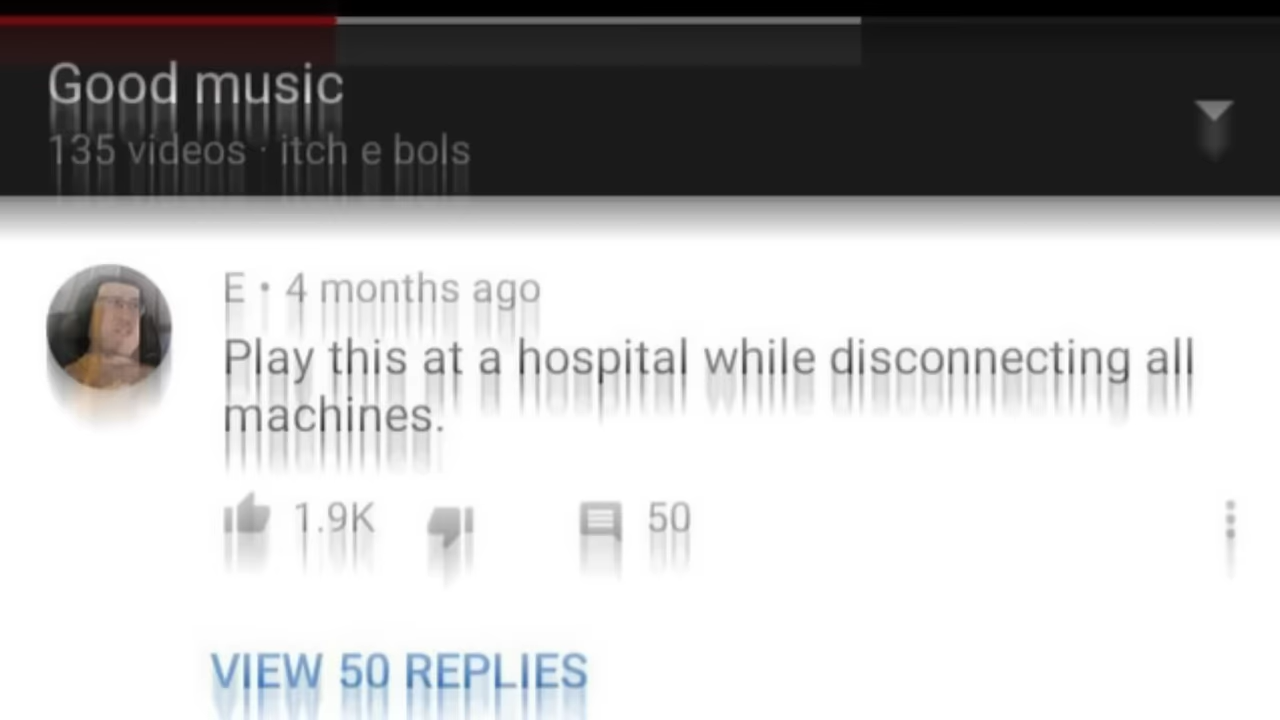 Good music
135 videos · itch e bols
E • 4 months ago
Play this at a hospital while disconnecting all
machines.
1.9K 50
VIEW 50 REPLIES